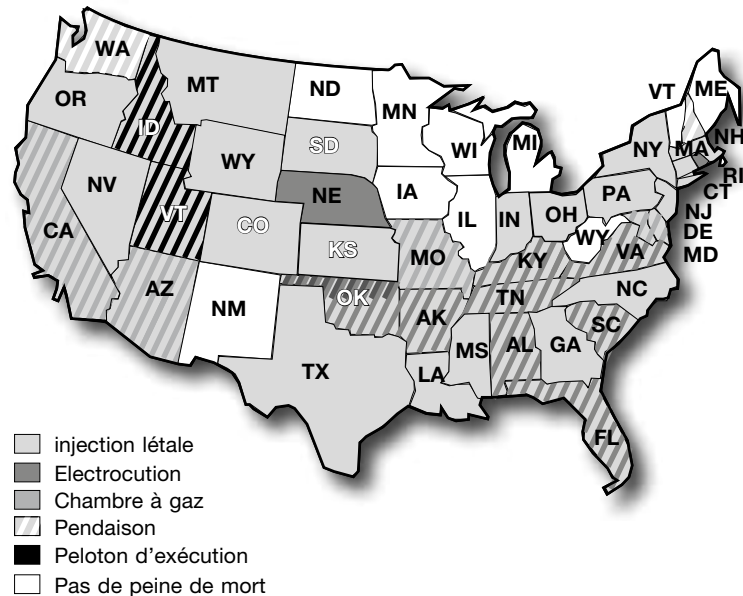 WA
MT
ND
MN
VT
ME
OR
ID
SD
WI
MI
NH
MA
NY
RI
WY
CT
NV
VT
NE
IA
PA
NJ
CA
CO
KS
IL
IN
OH
DE
WY
VA
MD
MO
KY
AZ
OK
NC
NM
AK
TN
SC
TX
MS
AL
GA
LA
FL
injection létale
Electrocution
Chambre à gaz
Pendaison
Peloton d'exécution
Pas de peine de mort